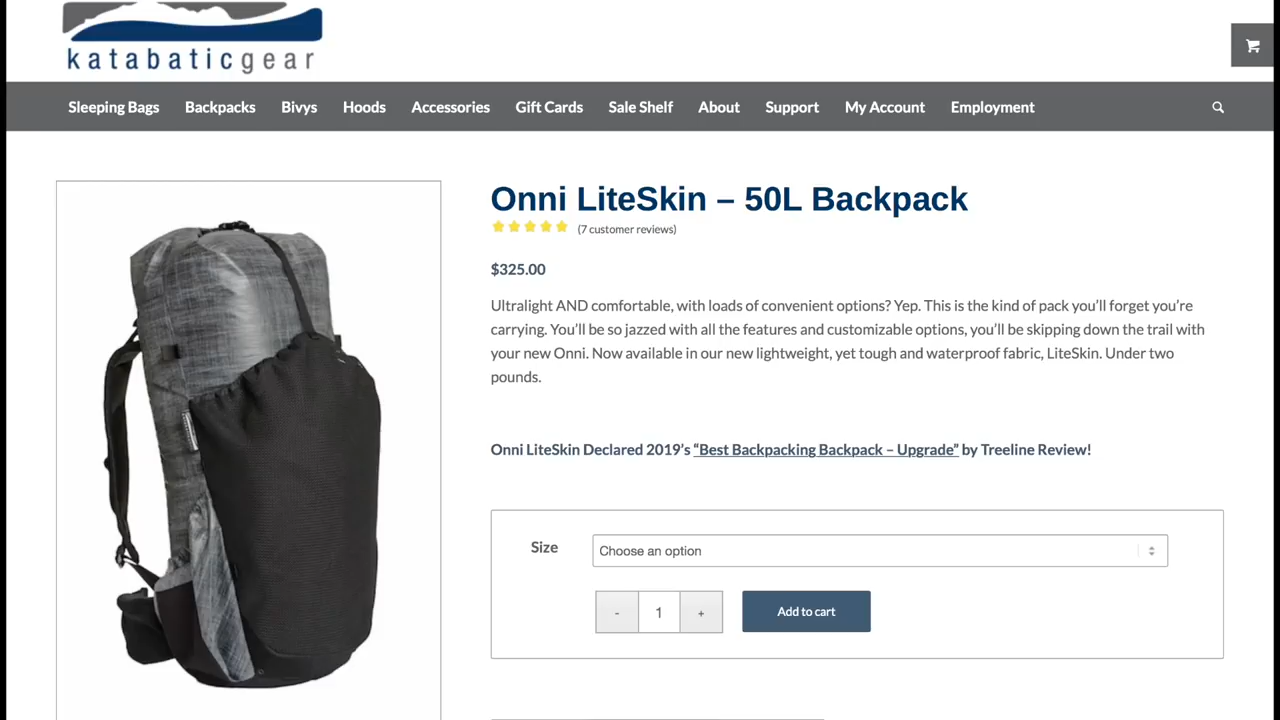 katabaticgear
Sleeping Bags Backpacks Bivys Hoods Accessories Gift Cards Sale Shelf About Support My Account Employment
Onni LiteSkin – 50L Backpack
(7 customer reviews)
$325.00
Ultralight AND comfortable, with loads of convenient options? Yep. This is the kind of pack you’ll forget you’re
carrying. You’ll be so jazzed with all the features and customizable options, you’ll be skipping down the trail with
your new Onni. Now available in our new lightweight, yet tough and waterproof fabric, LiteSkin. Under two
pounds.
Onni LiteSkin Declared 2019’s “Best Backpacking Backpack – Upgrade” by Treeline Review!
Size
Choose an option
- 1 +
Add to cart